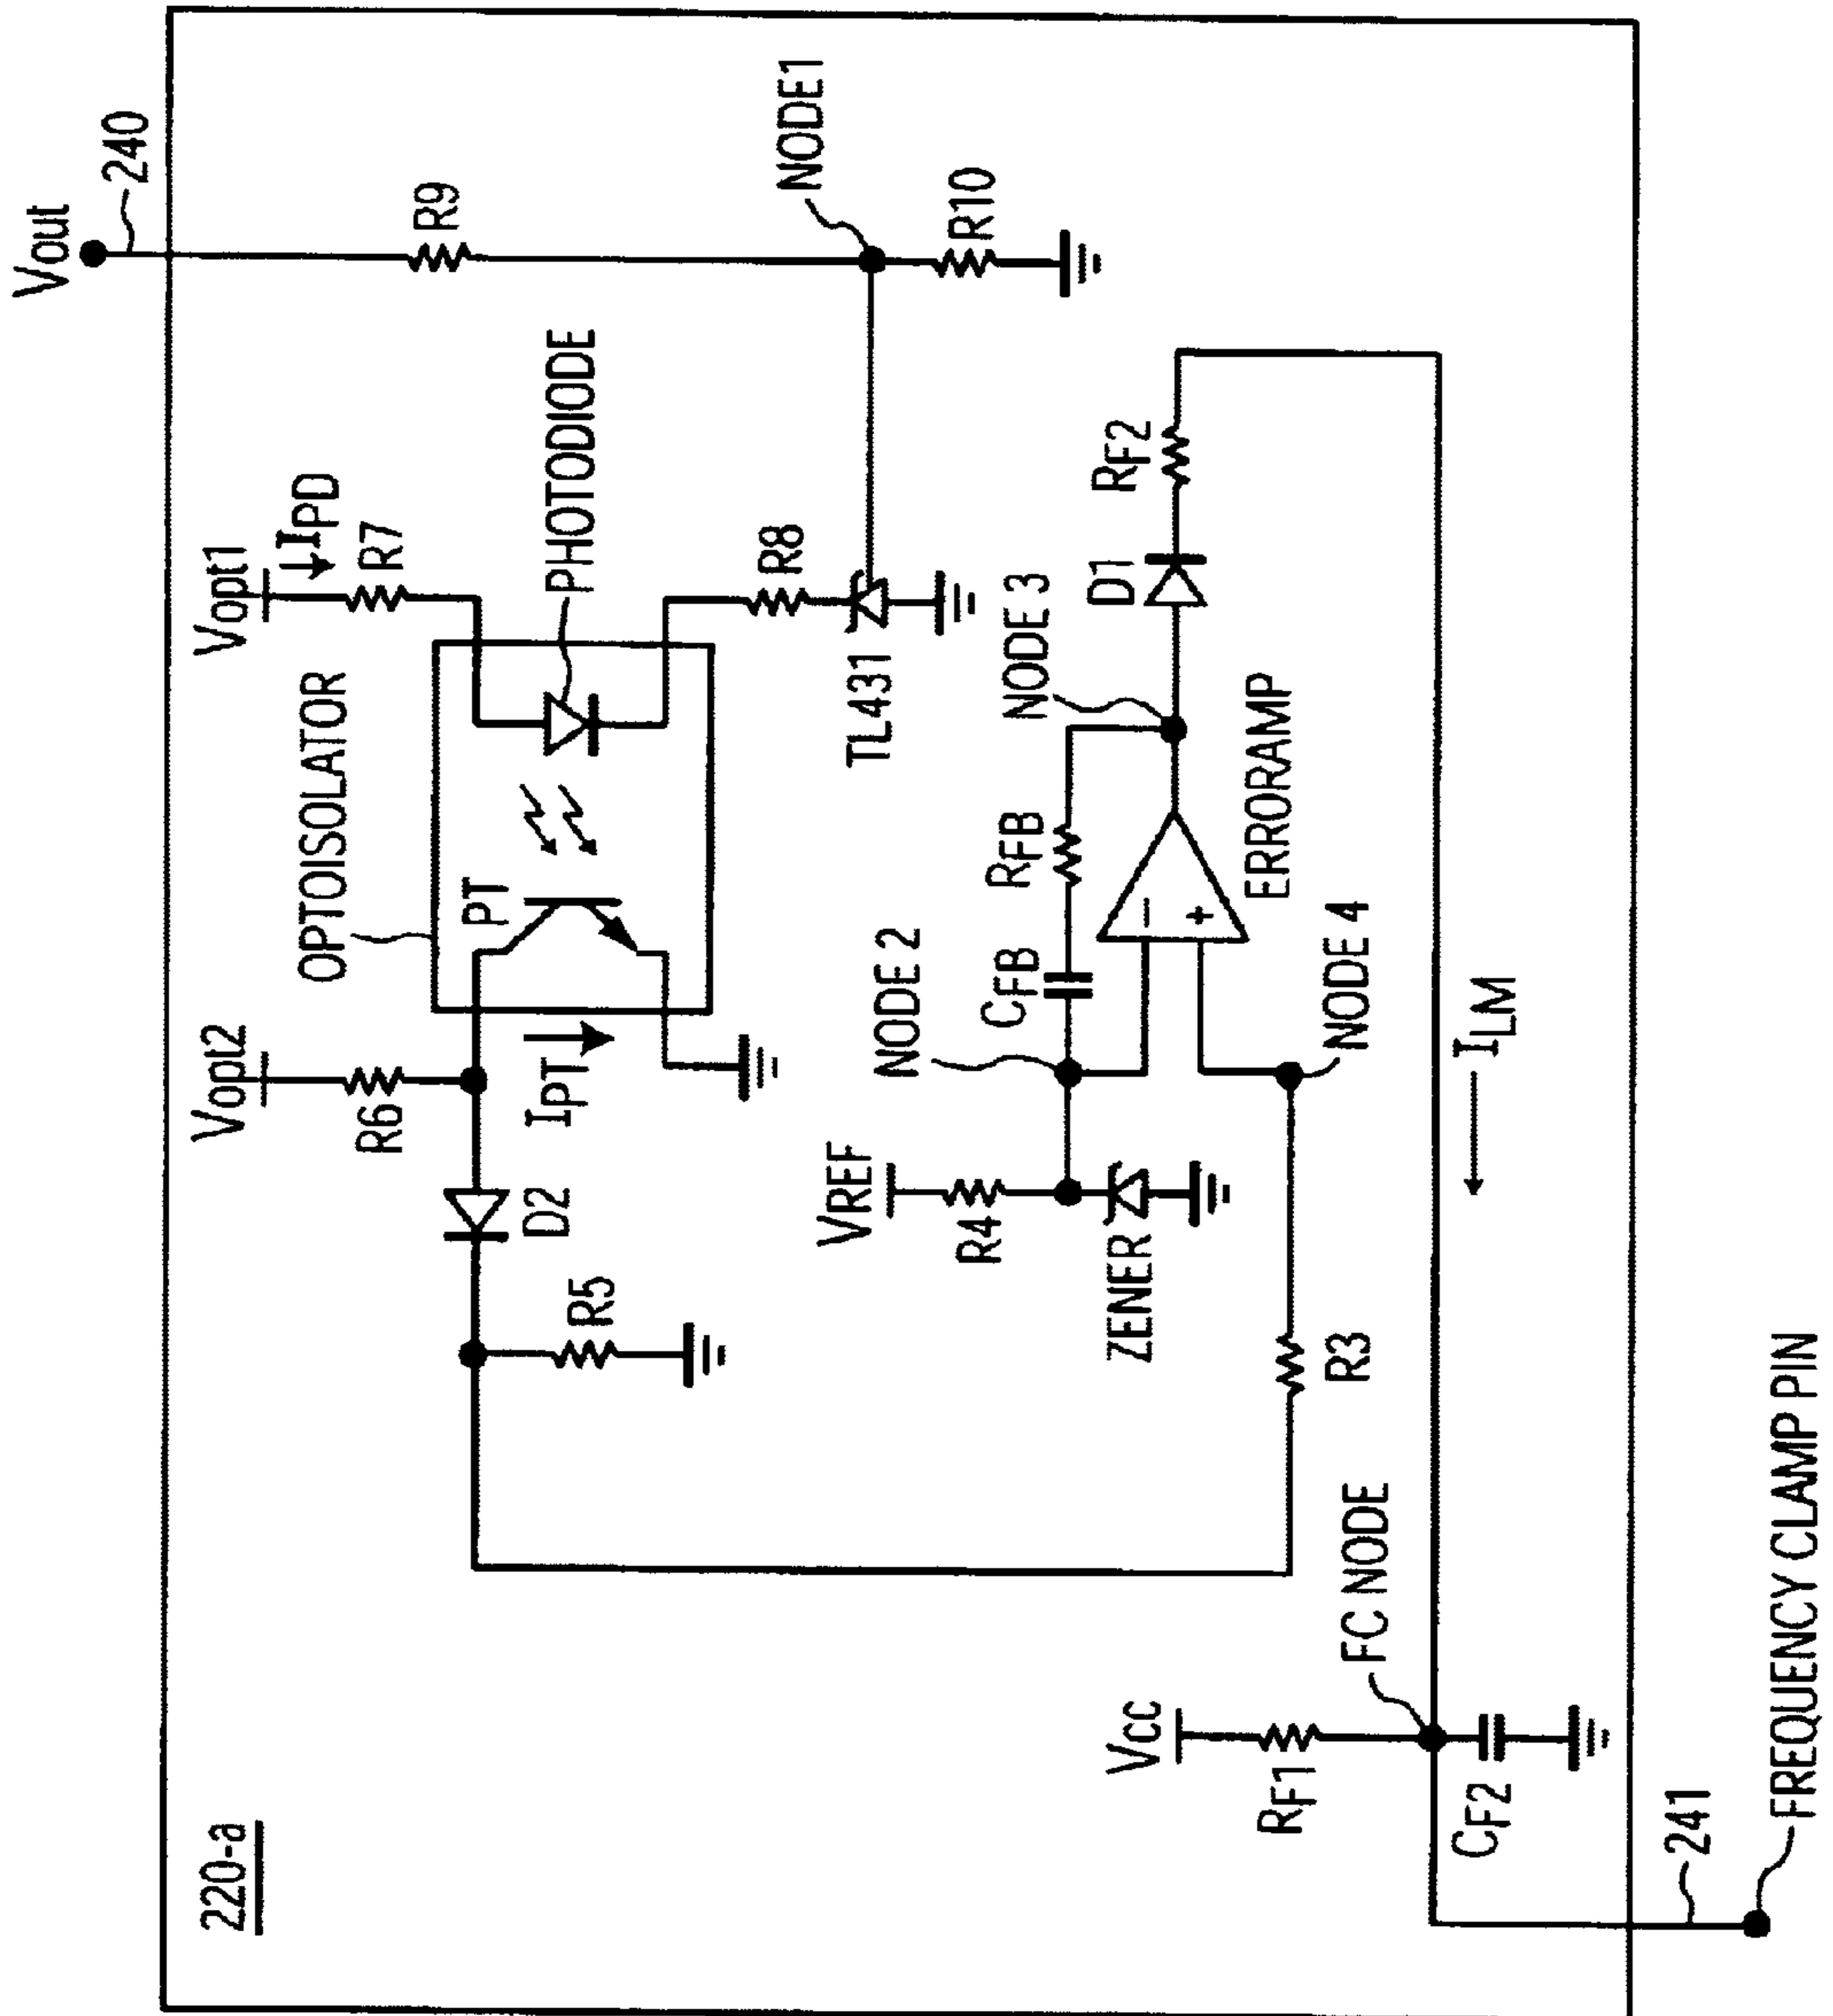 220-a
Vout
240
Vopt2
Vopt1
IPD
R6
R7
R9
OPTOISOLATOR
PT
PHOTODIODE
D2
IPT
R5
R8
TL431
NODE1
R10
VREF
R4
ZENER
NODE 2
CFB
RFB
NODE 3
D1
RF2
-
+
ERRORAMP
NODE 4
R3
VCC
RF1
FC NODE
CF2
ILM
241
FREQUENCY CLAMP PIN